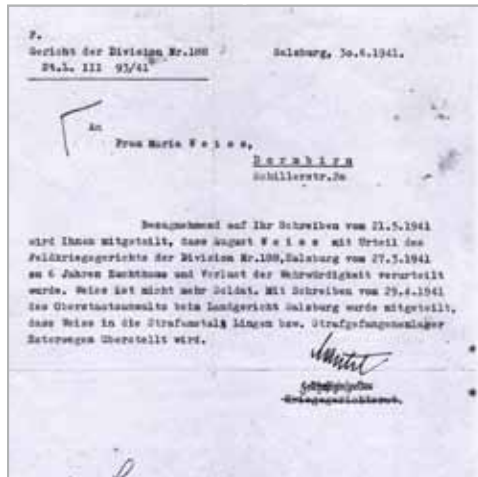 F.
Gericht der Division Nr.188 Salzburg, 30.6.1941.
St.L. III 93/41
An
Frau Maria W e i s s,
D o r n b i r n
Schillerstr.
Bezugnehmend auf Ihr Schreiben vom 21.5.1941
wird Ihnen mitgeteilt, dass August W e i s s mit Urteil des
Feldkriegsgerichts der Division Nr.188,Salzburg vom 27.3.1941
zu 6 Jahren Zuchthaus und Verlust der Wehrwürdigkeit verurteilt
wurde. Weiss ist nicht mehr Soldat. Mit Schreiben vom 29.4.1941
des Oberstaatsanwalts beim Landgericht Salzburg wurde mitgeteilt,
dass Weiss in die Strafanstalt Lingen bzw. Strafgefangenenlager
Esterwegen überstellt wird.
Kriegsgerichtsrat.